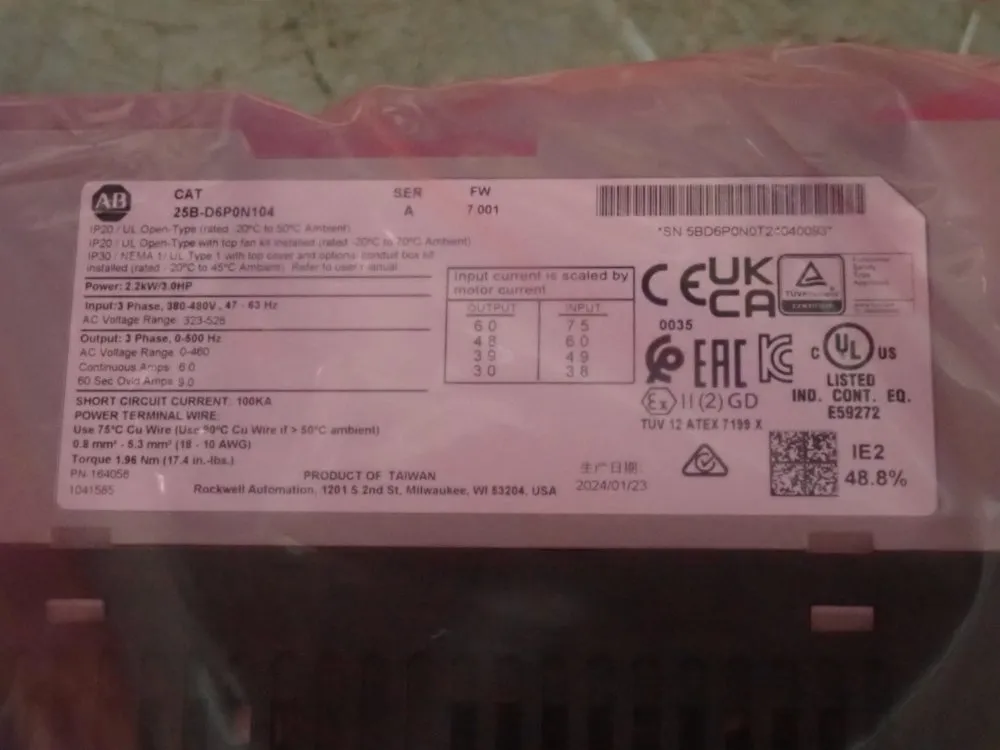 AB
CAT SER FW
25B-D6P0N104 A 7.001
IP20 / UL Open-Type (rated -20°C to 50°C Ambient)
IP20 / UL Open-Type with top fan kit installed (rated -20°C to 70°C Ambient)
IP30 / NEMA 1/ UL Type 1 with top cover and optional conduit box kit
installed (rated -20°C to 45°C Ambient) Refer to user manual
Power: 2.2kW/3.0HP
Input:3 Phase, 380-480V, 47 - 63 Hz
AC Voltage Range: 323-528
Output: 3 Phase, 0-500 Hz
AC Voltage Range: 0-460
Continuous Amps: 6.0
60 Sec Ovld Amps: 9.0
SHORT CIRCUIT CURRENT: 100KA
POWER TERMINAL WIRE:
Use 75°C Cu Wire (Use 90°C Cu Wire if > 50°C ambient)
0.8 mm² - 5.3 mm² (18 - 10 AWG)
Torque 1.96 Nm (17.4 in.-lbs.)
PN-164056
1041585
PRODUCT OF TAIWAN
Rockwell Automation, 1201 S 2nd St, Milwaukee, WI 53204, USA
Input current is scaled by
motor current
OUTPUT INPUT
6.0 7.5
4.8 6.0
3.9 4.9
3.0 3.8
*SN 5BD6P0N0T24040093*
CE
0035
UK
CA
TÜV
Functional
Safety
Type
Approved
EAC
KC
C UL US
LISTED
IND. CONT. EQ.
E59272
Ex II (2) GD
TUV 12 ATEX 7199 X
生产日期:
2024/01/23
IE2
48.8%